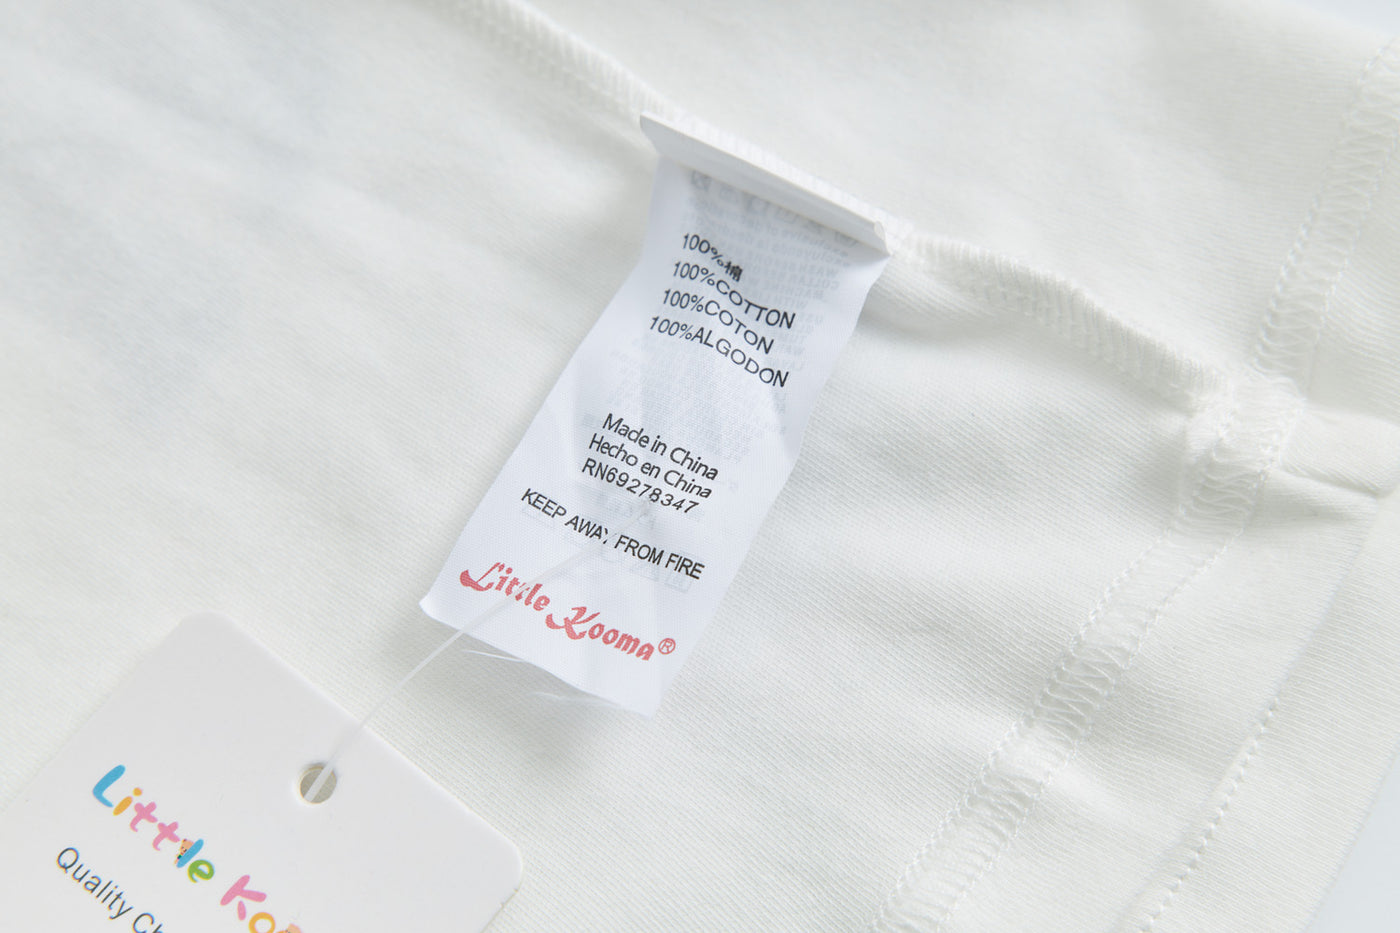 100%棉
100%COTTON
100%COTON
100%ALGODON
Made in China
Hecho en China
RN69278347
KEEP AWAY FROM FIRE
Little Kooma®
Little
Quality